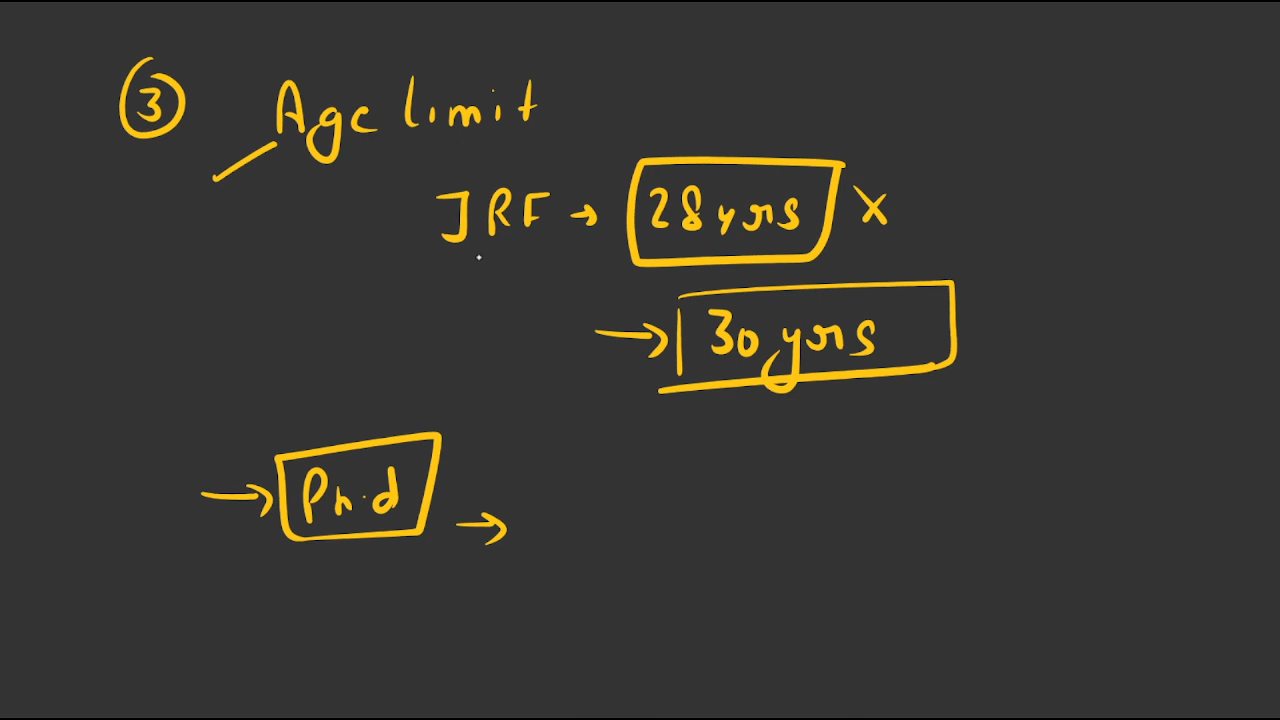 3 Age limit
JRF → 28 yrs ×
→ 30 yrs
→ Ph.d →